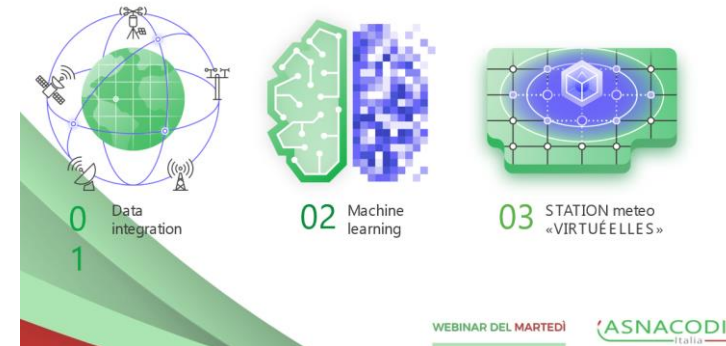 0
1
Data
integration
02
Machine
learning
03
STATION meteo
«VIRTUÉELLES»
WEBINAR DEL MARTEDÌ
ASNACODI
Italia